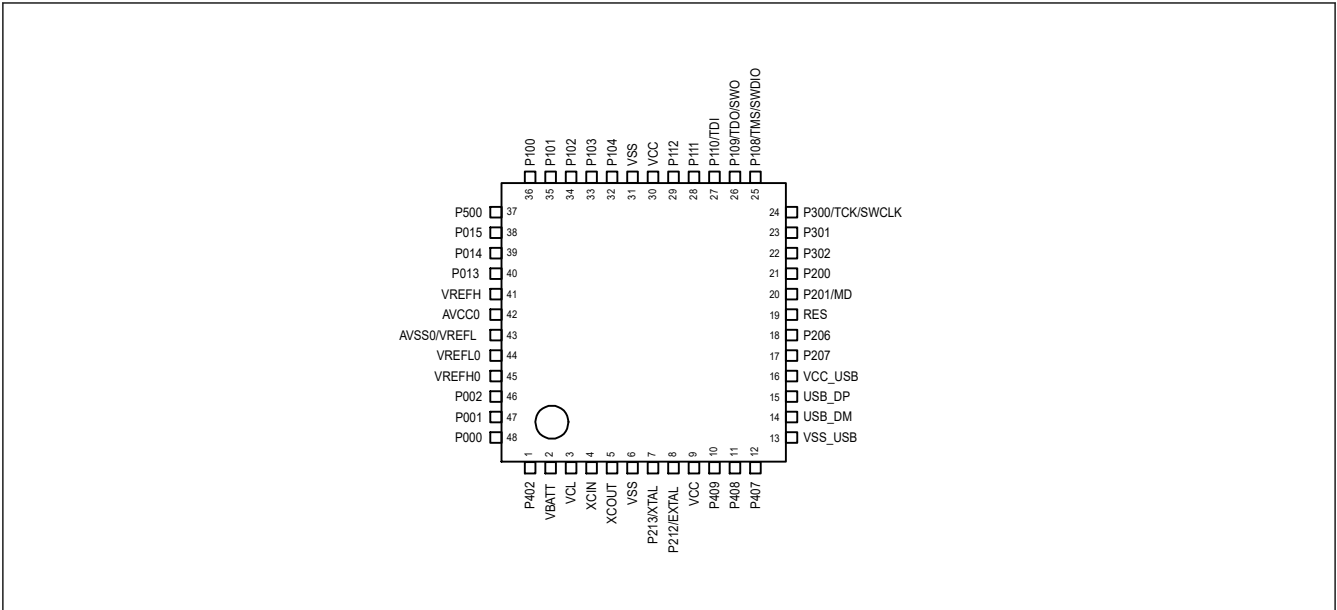 P100
P101
P102
P103
P104
VSS
VCC
P112
P111
P110/TDI
P109/TDO/SWO
P108/TMS/SWDIO
36
35
34
33
32
31
30
29
28
27
26
25
P500 37
P015 38
P014 39
P013 40
VREFH 41
AVCC0 42
AVSS0/VREFL 43
VREFL0 44
VREFH0 45
P002 46
P001 47
P000 48
24 P300/TCK/SWCLK
23 P301
22 P302
21 P200
20 P201/MD
19 RES
18 P206
17 P207
16 VCC_USB
15 USB_DP
14 USB_DM
13 VSS_USB
1
2
3
4
5
6
7
8
9
10
11
12
P402
VBATT
VCL
XCIN
XCOUT
VSS
P213/XTAL
P212/EXTAL
VCC
P409
P408
P407